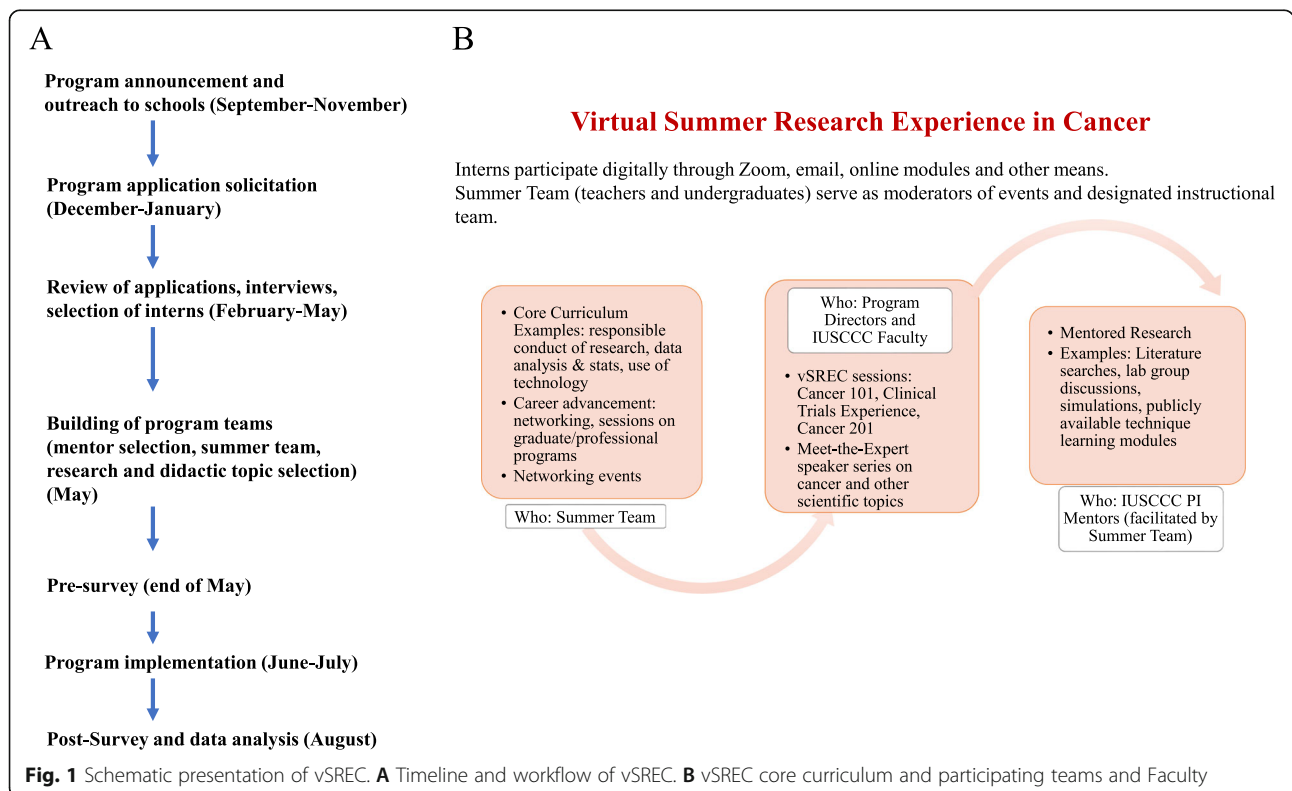 A
Program announcement and
outreach to schools (September-November)
Program application solicitation
(December-January)
Review of applications, interviews,
selection of interns (February-May)
Building of program teams
(mentor selection, summer team,
research and didactic topic selection)
(May)
Pre-survey (end of May)
Program implementation (June-July)
Post-Survey and data analysis (August)
B
Virtual Summer Research Experience in Cancer
Interns participate digitally through Zoom, email, online modules and other means.
Summer Team (teachers and undergraduates) serve as moderators of events and designated instructional
team.
• Core Curriculum
Examples: responsible
conduct of research, data
analysis & stats, use of
technology
• Career advancement:
networking, sessions on
graduate/professional
programs
• Networking events
Who: Summer Team
Who: Program
Directors and
IUSCCC Faculty
• vSREC sessions:
Cancer 101, Clinical
Trials Experience,
Cancer 201
• Meet-the-Expert
speaker series on
cancer and other
scientific topics
• Mentored Research
• Examples: Literature
searches, lab group
discussions,
simulations, publicly
available technique
learning modules
Who: IUSCCC PI
Mentors (facilitated by
Summer Team)
Fig. 1 Schematic presentation of vSREC. A Timeline and workflow of vSREC. B vSREC core curriculum and participating teams and Faculty